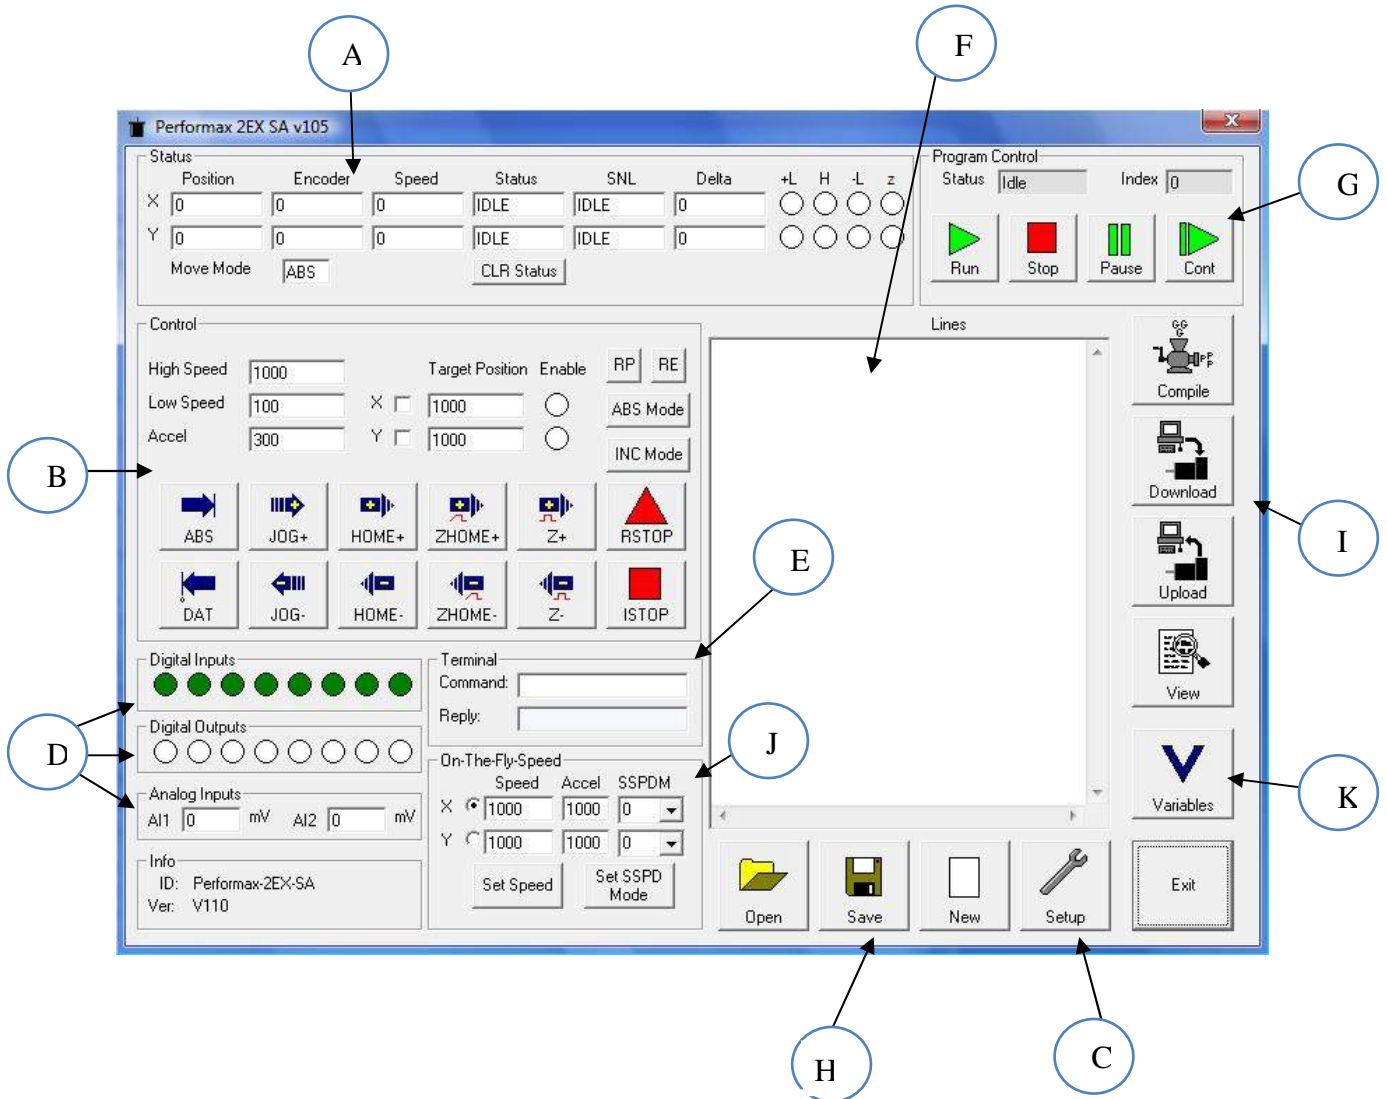 A
F
Performax 2EX SA v105
x
Status
Position Encoder Speed Status SNL Delta +L H -L z
X 0 0 0 IDLE IDLE 0
Y 0 0 0 IDLE IDLE 0
Move Mode ABS CLR Status
Program Control
Status Idle Index 0
Run Stop Pause Cont
G
Control
High Speed 1000 Target Position Enable RP RE
Low Speed 100 X 1000 ABS Mode
Accel 300 Y 1000 INC Mode
B
ABS JOG+ HOME+ ZHOME+ Z+ RSTOP
DAT JOG- HOME- ZHOME- Z- ISTOP
Lines
GG
G
PP
P
Compile
Download
I
Upload
View
Variables
K
E
Digital Inputs
Digital Outputs
D
Analog Inputs
AI1 0 mV AI2 0 mV
Info
ID: Performax-2EX-SA
Ver: V110
Terminal
Command:
Reply:
J
On-The-Fly-Speed
Speed Accel SSPDM
X 1000 1000 0
Y 1000 1000 0
Set Speed Set SSPD Mode
Open Save New Setup Exit
H
C